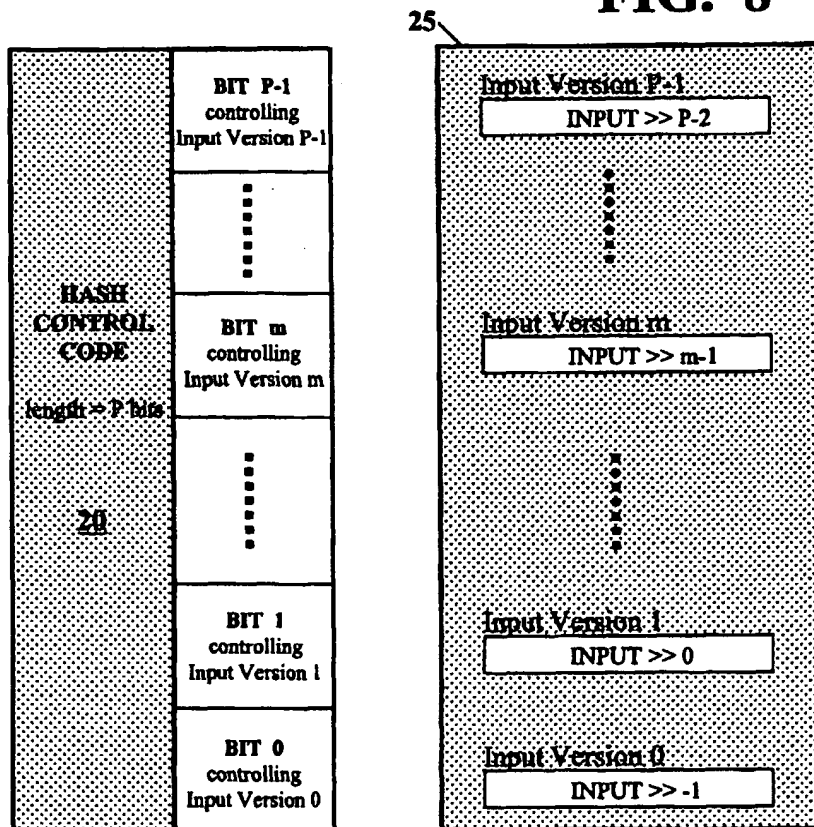 FIG. 8
25
BIT P-1
controlling
Input Version P-1
HASH
CONTROL
CODE
length = P bits
20
BIT m
controlling
Input Version m
BIT 1
controlling
Input Version 1
BIT 0
controlling
Input Version 0
Input Version P-1
INPUT >> P-2
Input Version m
INPUT >> m-1
Input Version 1
INPUT >> 0
Input Version 0
INPUT >> -1